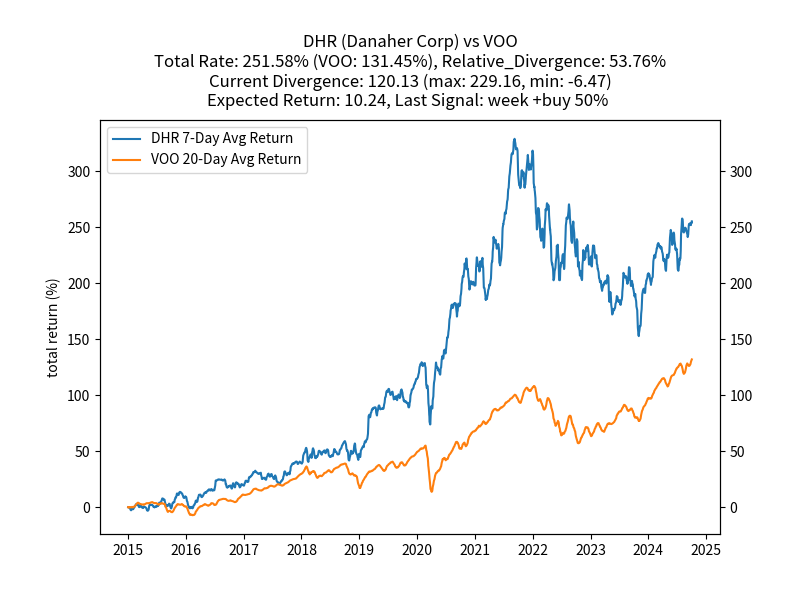 DHR (Danaher Corp) vs VOO
Total Rate: 251.58% (VOO: 131.45%), Relative_Divergence: 53.76%
Current Divergence: 120.13 (max: 229.16, min: -6.47)
Expected Return: 10.24, Last Signal: week +buy 50%
DHR 7-Day Avg Return
VOO 20-Day Avg Return
total return (%)
300
250
200
150
100
50
0
300
250
200
150
100
50
0
2015 2016 2017 2018 2019 2020 2021 2022 2023 2024 2025